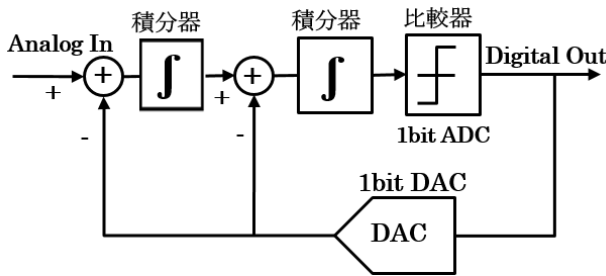 積分器
積分器
比較器
Analog In
Digital Out
+
+
∫
+
+
∫
-
-
1bit ADC
1bit DAC
DAC